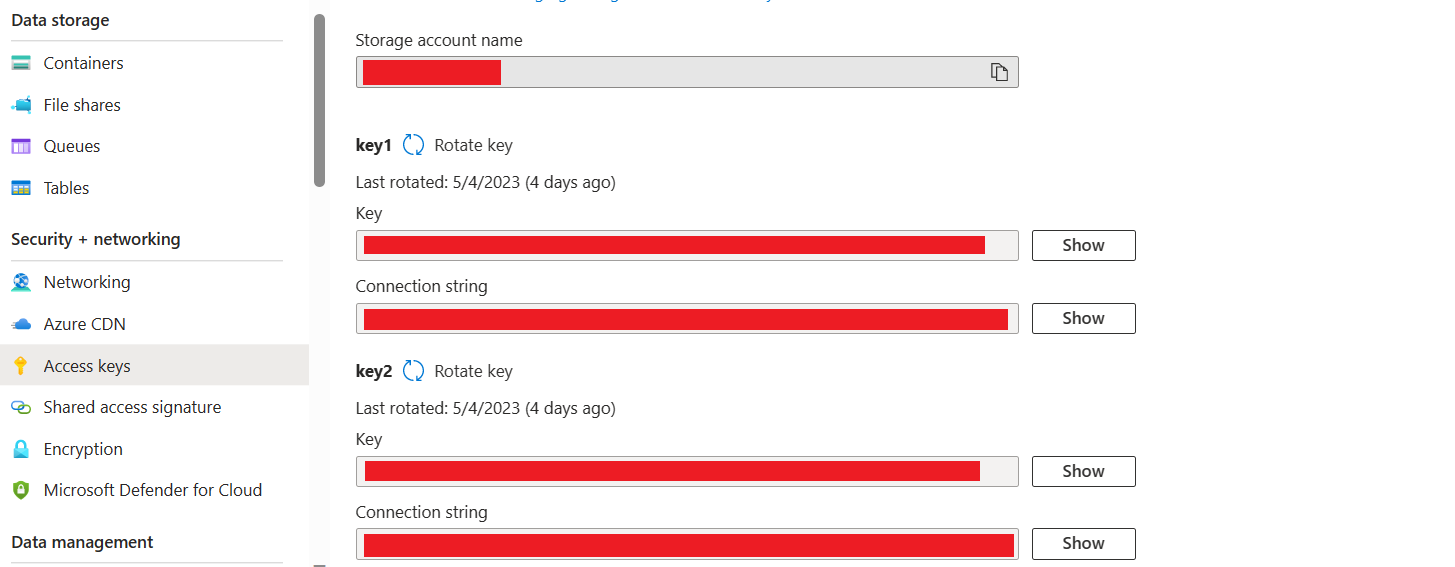 Data storage
Containers
File shares
Queues
Tables
Security + networking
Networking
Azure CDN
Access keys
Shared access signature
Encryption
Microsoft Defender for Cloud
Data management
Storage account name
key1 Rotate key
Last rotated: 5/4/2023 (4 days ago)
Key
Show
Connection string
Show
key2 Rotate key
Last rotated: 5/4/2023 (4 days ago)
Key
Show
Connection string
Show